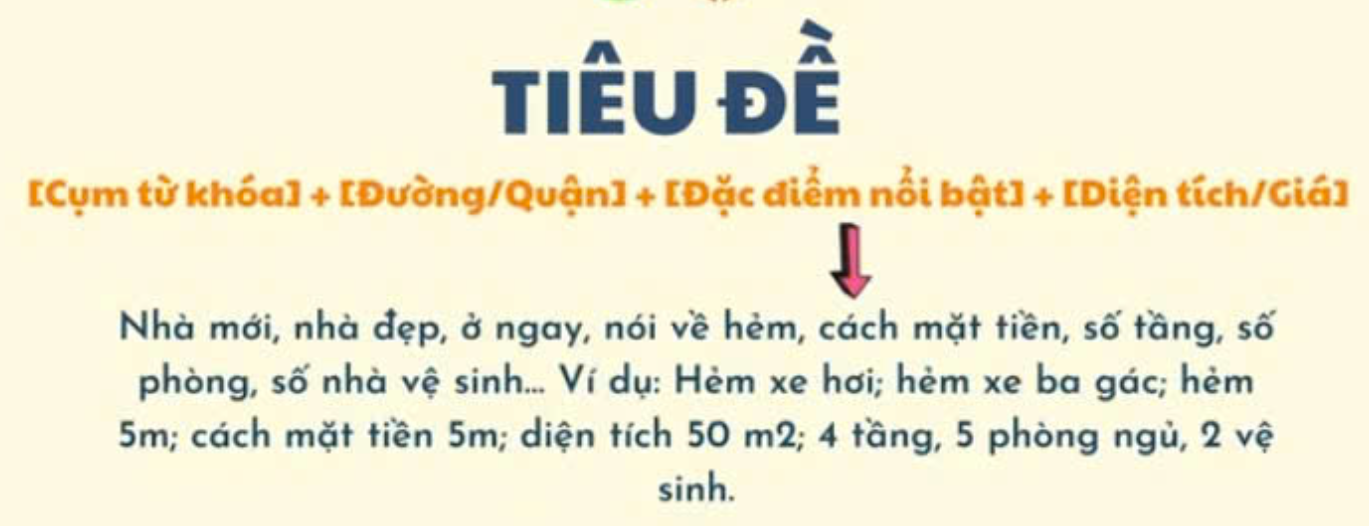 TIÊU ĐỀ
[Cụm từ khóa] + [Đường/Quận] + [Đặc điểm nổi bật] + [Diện tích/Giá]
Nhà mới, nhà đẹp, ở ngay, nói về hẻm, cách mặt tiền, số tầng, số
phòng, số nhà vệ sinh... Ví dụ: Hẻm xe hơi; hẻm xe ba gác; hẻm
5m; cách mặt tiền 5m; diện tích 50 m2; 4 tầng, 5 phòng ngủ, 2 vệ
sinh.